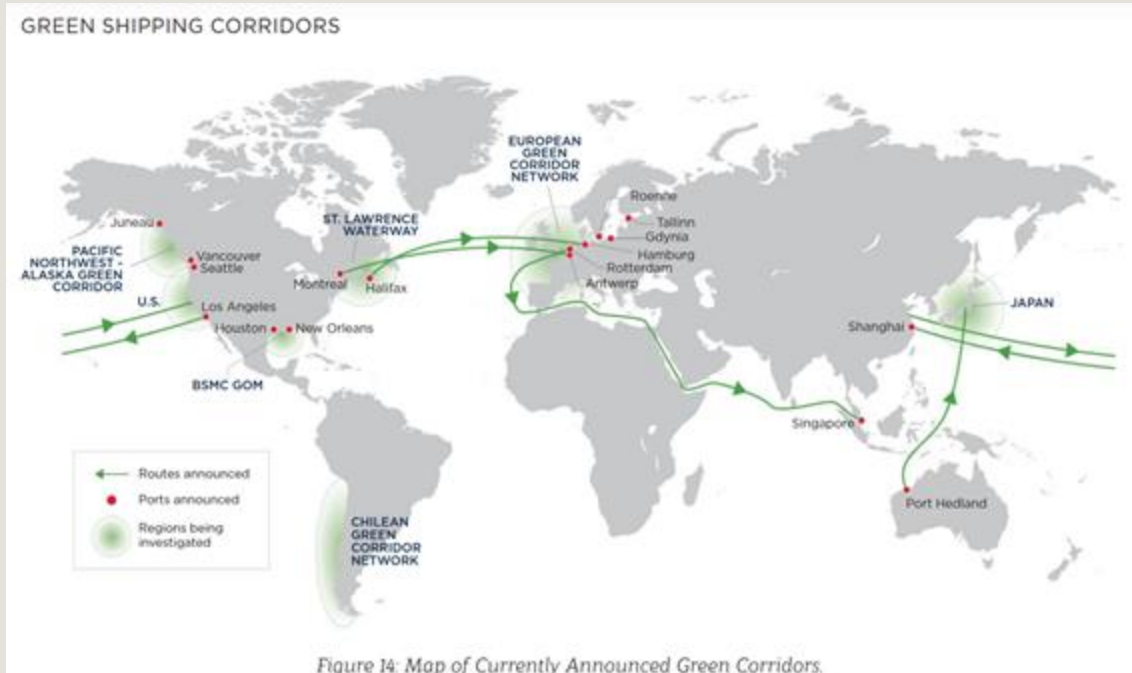 GREEN SHIPPING CORRIDORS
EUROPEAN
GREEN
CORRIDOR
NETWORK
Roenne
Juneau
ST. LAWRENCE
WATERWAY
Tallinn
Gdynia
PACIFIC
NORTHWEST -
ALASKA GREEN
CORRIDOR
Vancouver
Seattle
Hamburg
Rotterdam
Antwerp
Montreal
Halifax
U.S.
Los Angeles
JAPAN
Houston
New Orleans
Shanghai
BSMC GOM
Singapore
Routes announced
Ports announced
Regions being
investigated
Port Hedland
CHILEAN
GREEN
CORRIDOR
NETWORK
Figure 14: Map of Currently Announced Green Corridors.